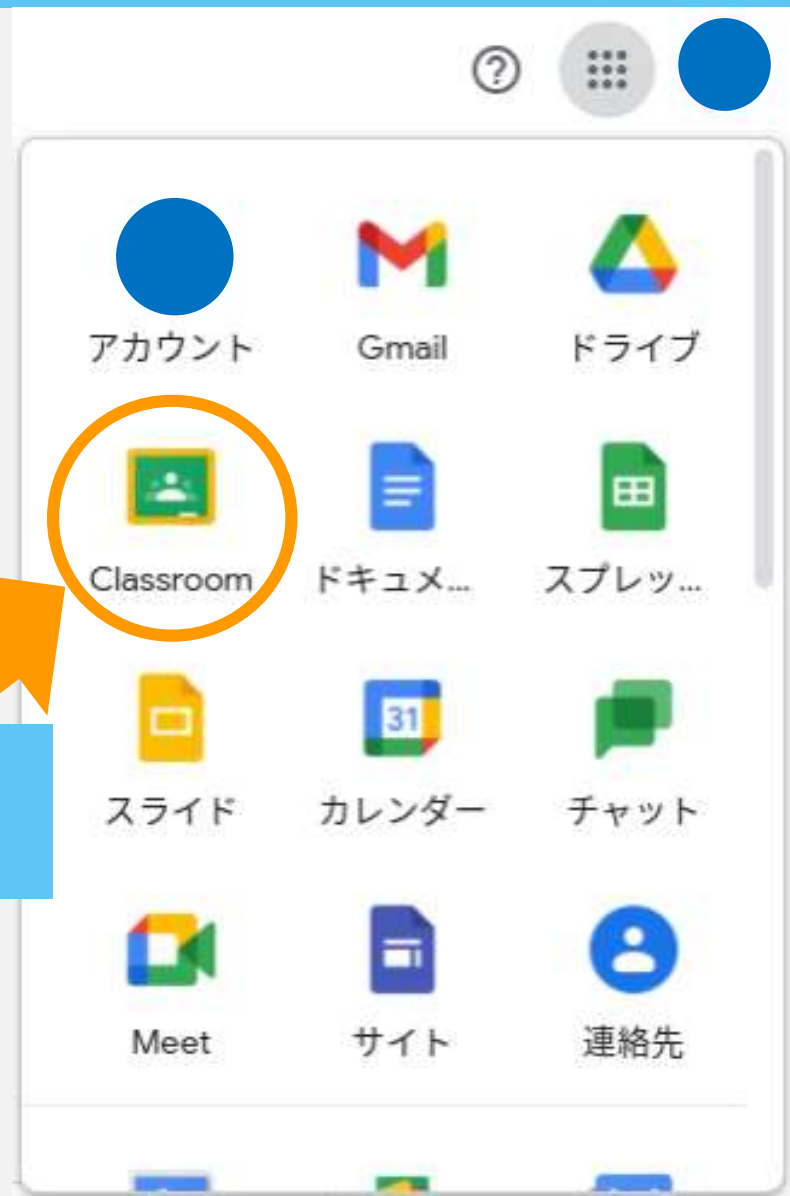 アカウント Gmail ドライブ
Classroom ドキュメ... スプレッ...
31
スライド カレンダー チャット
Meet サイト 連絡先